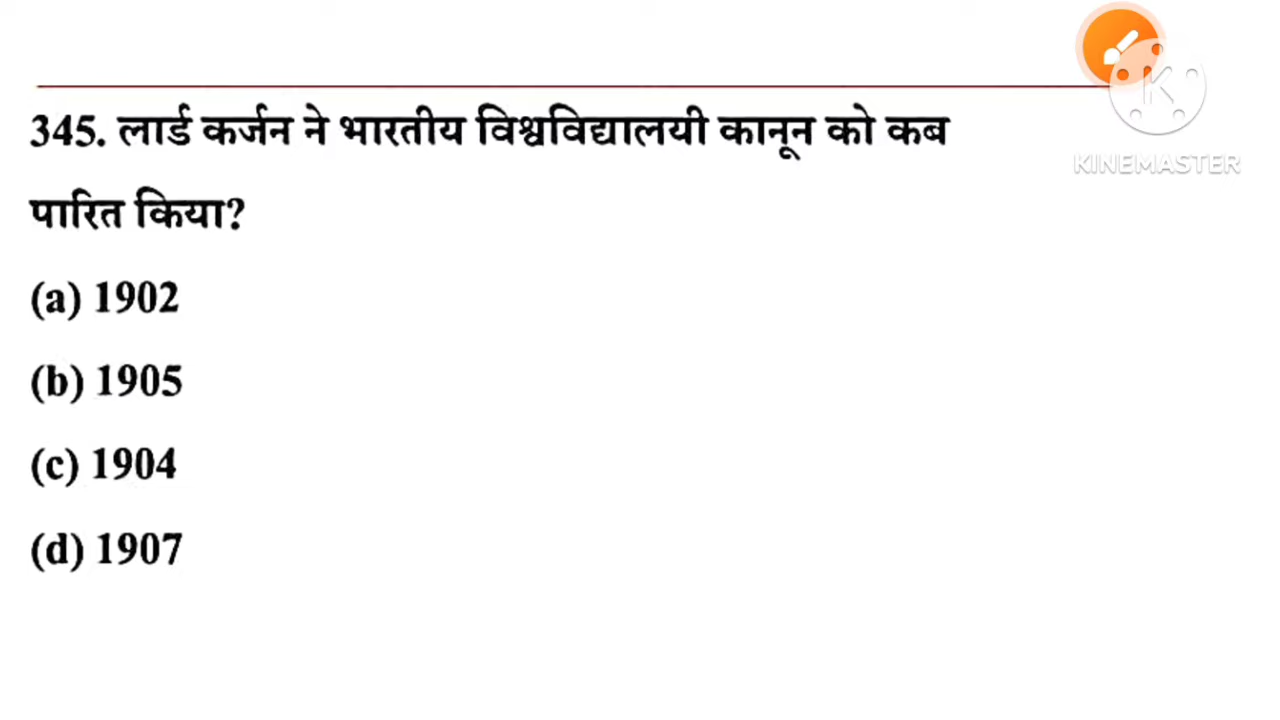 345. लार्ड कर्जन ने भारतीय विश्वविद्यालयी कानून को कब
पारित किया?
(a) 1902
(b) 1905
(c) 1904
(d) 1907
K
KINEMASTER